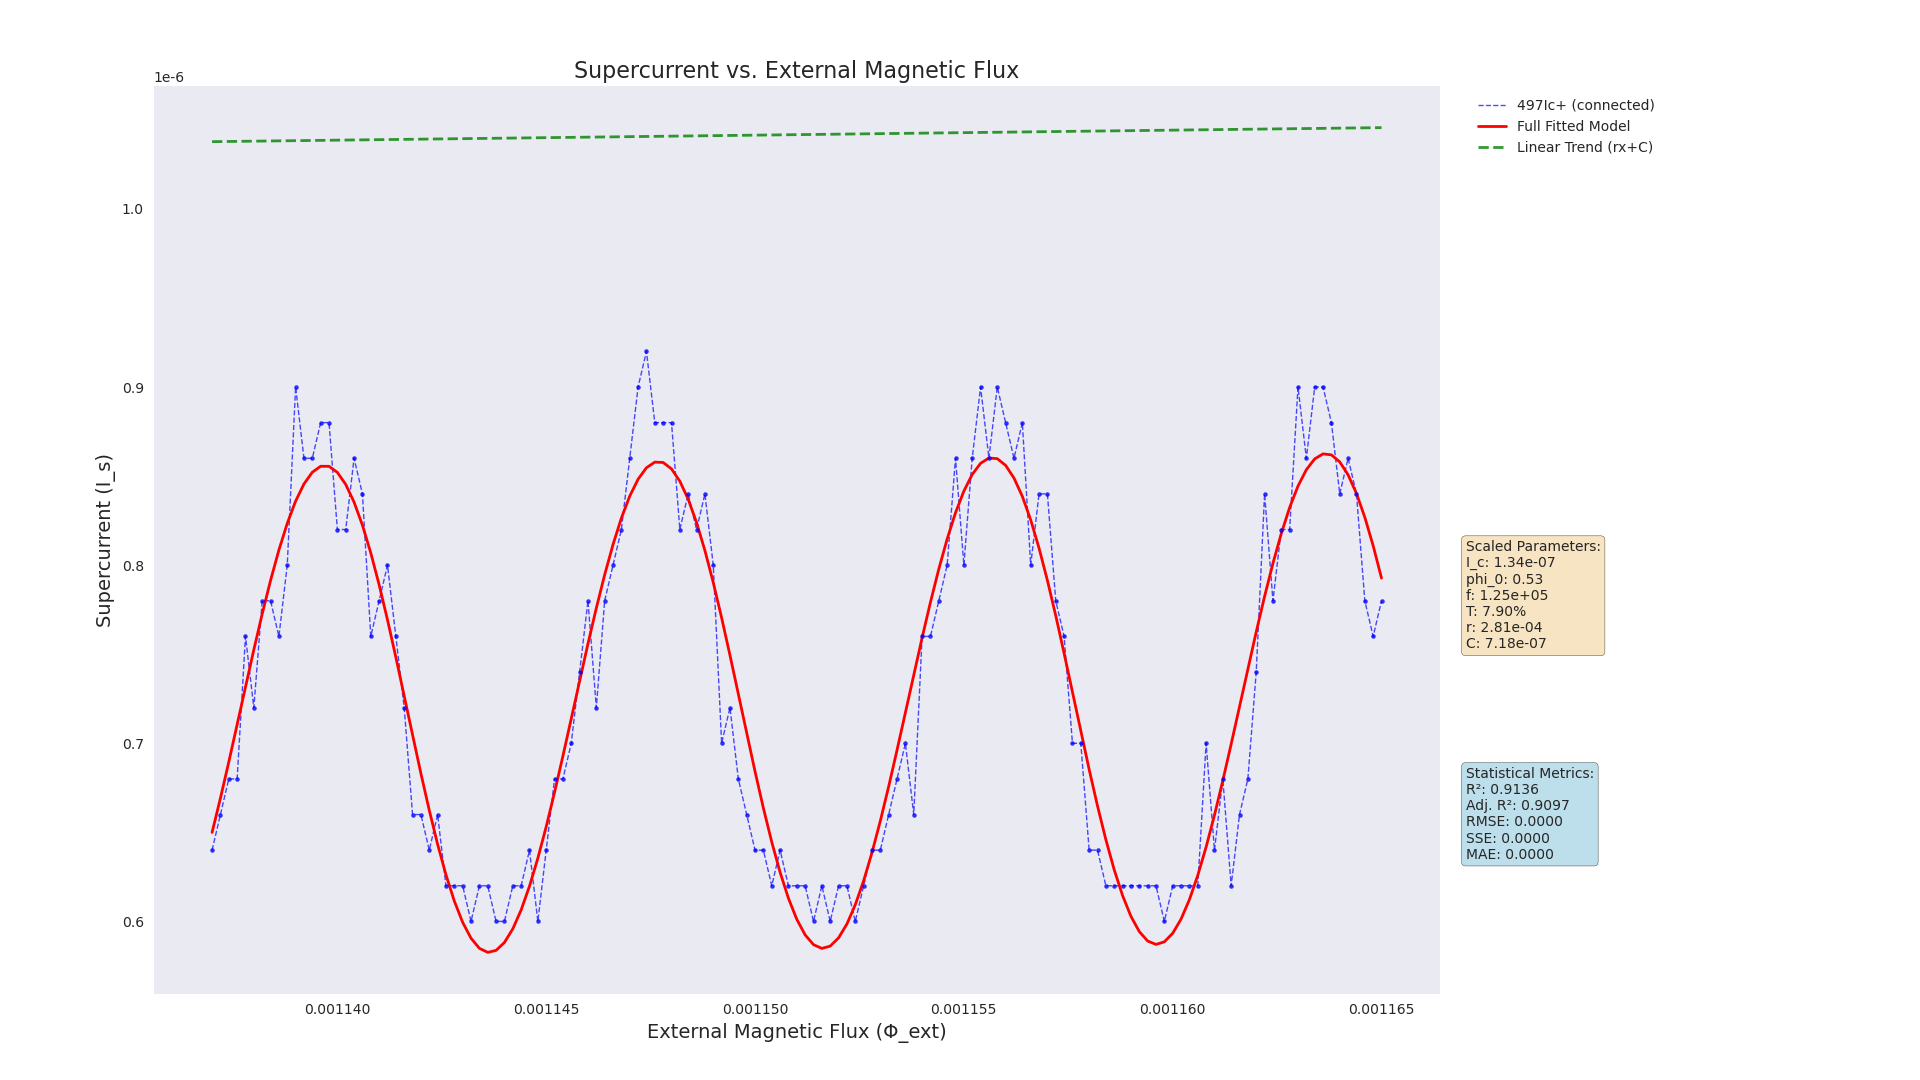 Supercurrent vs. External Magnetic Flux
1e-6
1.0
0.9
0.8
0.7
0.6
Supercurrent (I_s)
0.001140
0.001145
0.001150
0.001155
0.001160
0.001165
External Magnetic Flux (Φ_ext)
497Ic+ (connected)
Full Fitted Model
Linear Trend (rx+C)
Scaled Parameters:
I_c: 1.34e-07
phi_0: 0.53
f: 1.25e+05
T: 7.90%
r: 2.81e-04
C: 7.18e-07
Statistical Metrics:
R²: 0.9136
Adj. R²: 0.9097
RMSE: 0.0000
SSE: 0.0000
MAE: 0.0000